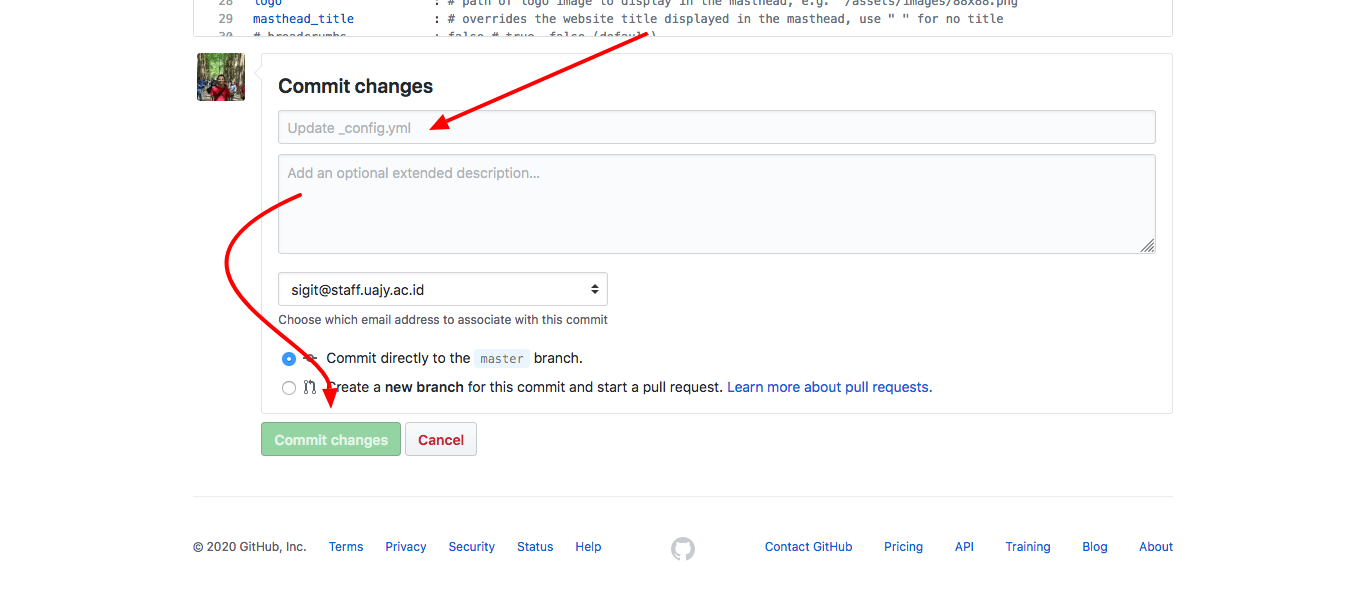 28 logo : # path of logo image to display in the masthead, e.g. "/assets/images/88x88.png"
29 masthead_title : # overrides the website title displayed in the masthead, use " " for no title
30 # breadcrumbs : false # true, false (default)
Commit changes
Update _config.yml
Add an optional extended description...
sigit@staff.uajy.ac.id
Choose which email address to associate with this commit
Commit directly to the master branch.
Create a new branch for this commit and start a pull request. Learn more about pull requests.
Commit changes Cancel
© 2020 GitHub, Inc. Terms Privacy Security Status Help Contact GitHub Pricing API Training Blog About